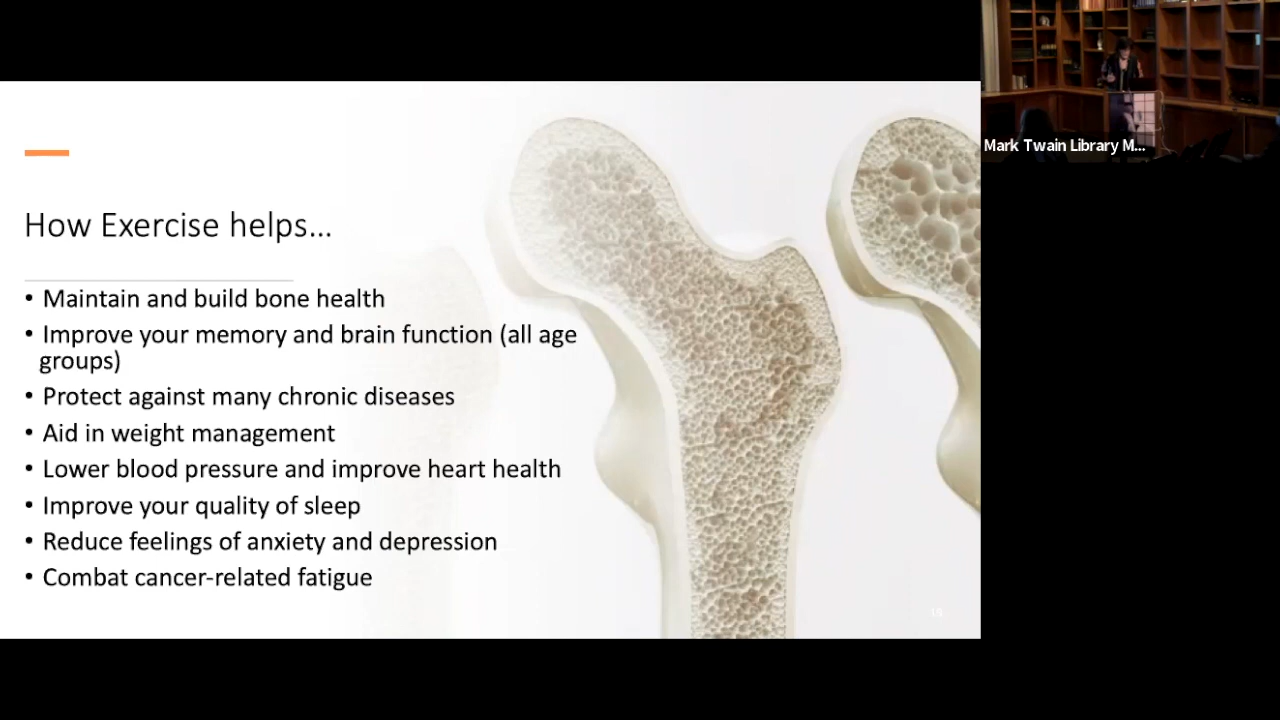 How Exercise helps...
• Maintain and build bone health
• Improve your memory and brain function (all age
groups)
• Protect against many chronic diseases
• Aid in weight management
• Lower blood pressure and improve heart health
• Improve your quality of sleep
• Reduce feelings of anxiety and depression
• Combat cancer-related fatigue
Mark Twain Library M...